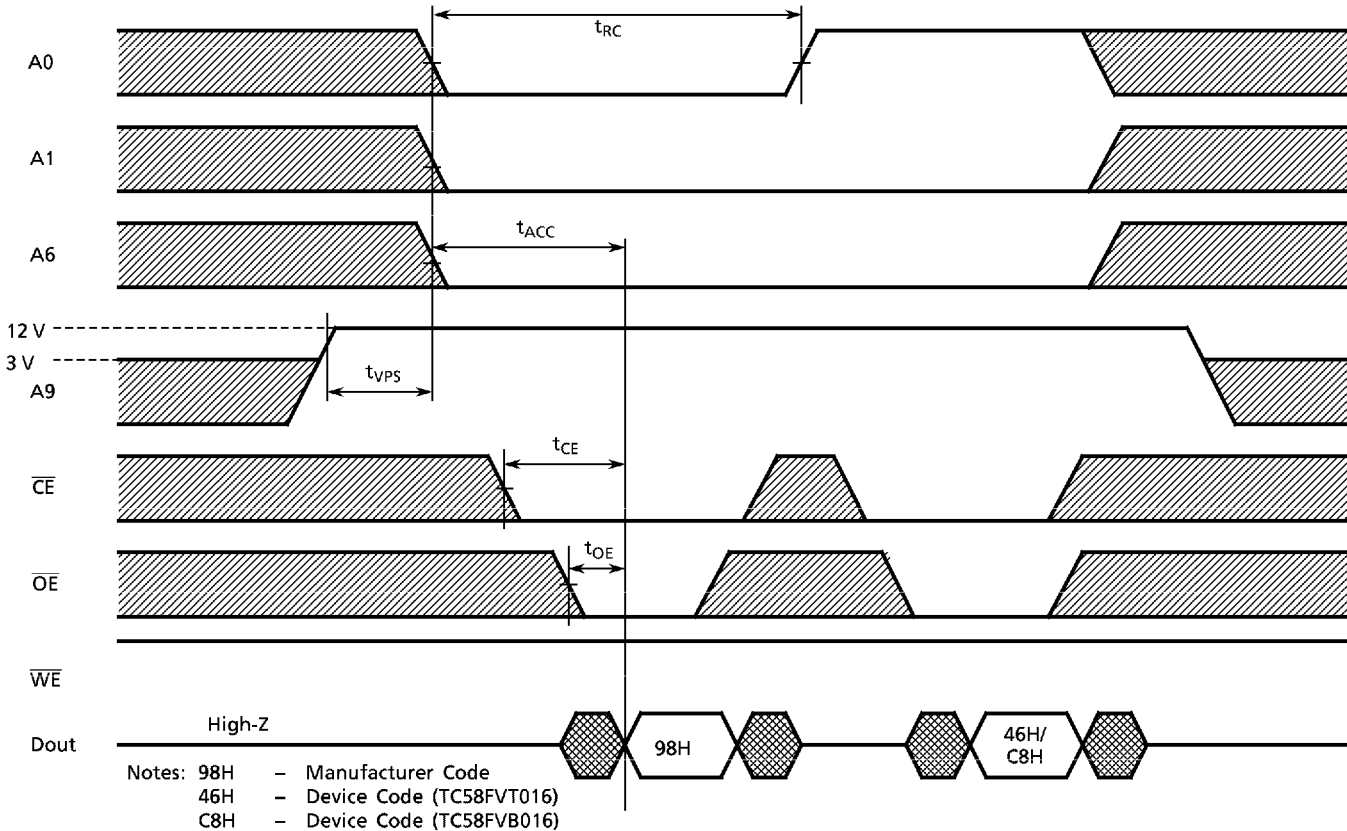 tRC
A0
A1
tACC
A6
12 V
3 V
tVPS
A9
tCE
CE
tOE
OE
WE
High-Z
Dout
98H
46H/
C8H
Notes: 98H – Manufacturer Code
46H – Device Code (TC58FVT016)
C8H – Device Code (TC58FVB016)